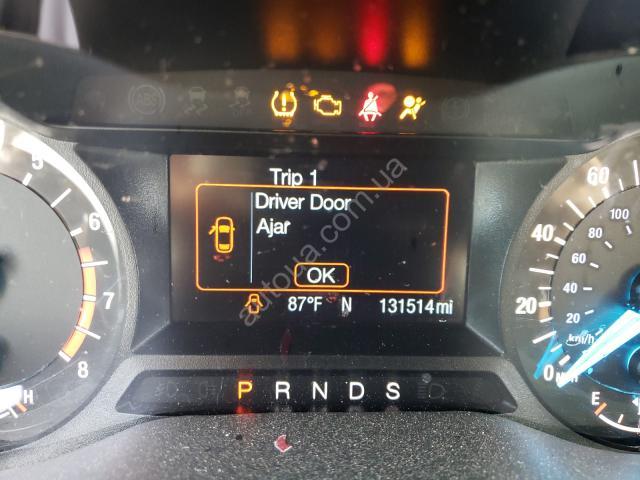 ABS
Trip 1
Driver Door
Ajar
OK
87°F N 131514mi
P R N D S
5
6
7
8
H
60
40
20
0
100
80
60
40
20
km/h
E
autoua.com.ua